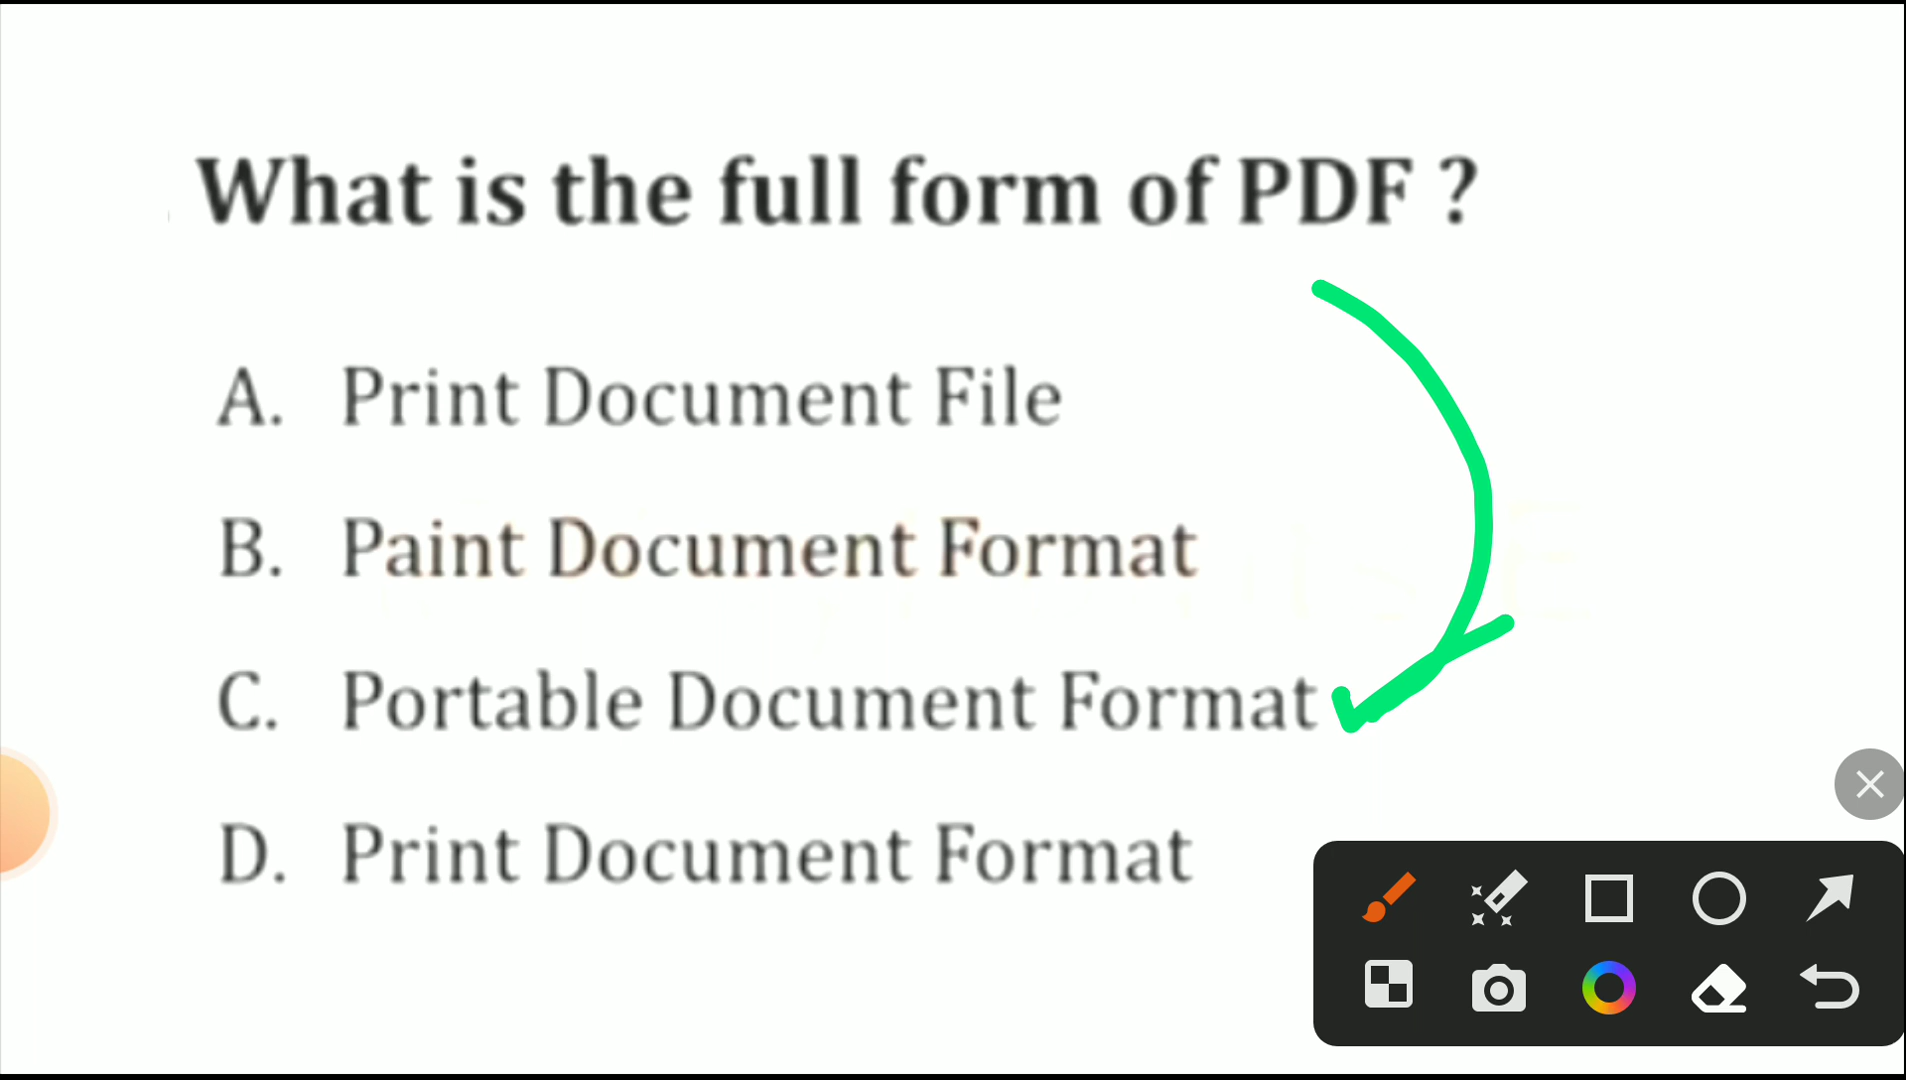 What is the full form of PDF ?
A. Print Document File
B. Paint Document Format
C. Portable Document Format
D. Print Document Format